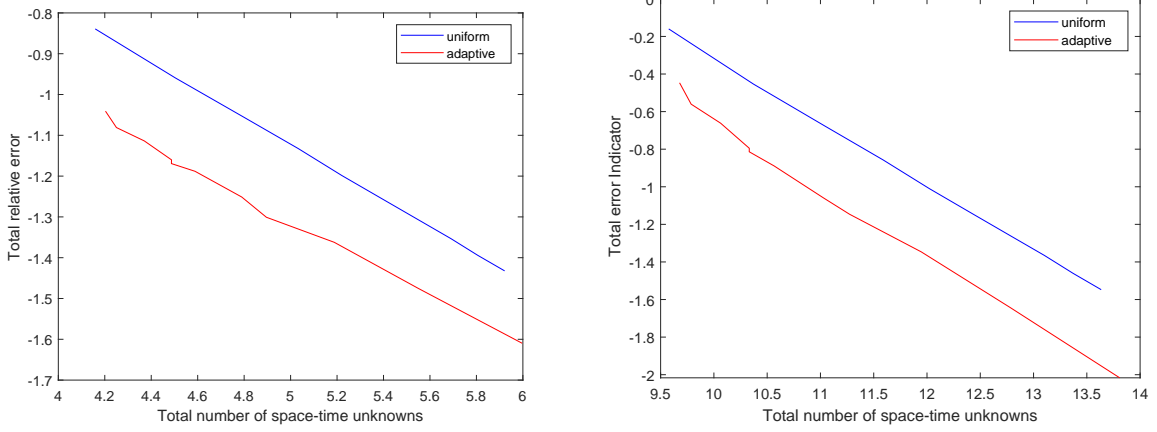 -0.8
-0.9
-1
-1.1
-1.2
-1.3
-1.4
-1.5
-1.6
-1.7
Total relative error
4 4.2 4.4 4.6 4.8 5 5.2 5.4 5.6 5.8 6
Total number of space-time unknowns
uniform
adaptive
0
-0.2
-0.4
-0.6
-0.8
-1
-1.2
-1.4
-1.6
-1.8
-2
Total error Indicator
9.5 10 10.5 11 11.5 12 12.5 13 13.5 14
Total number of space-time unknowns
uniform
adaptive